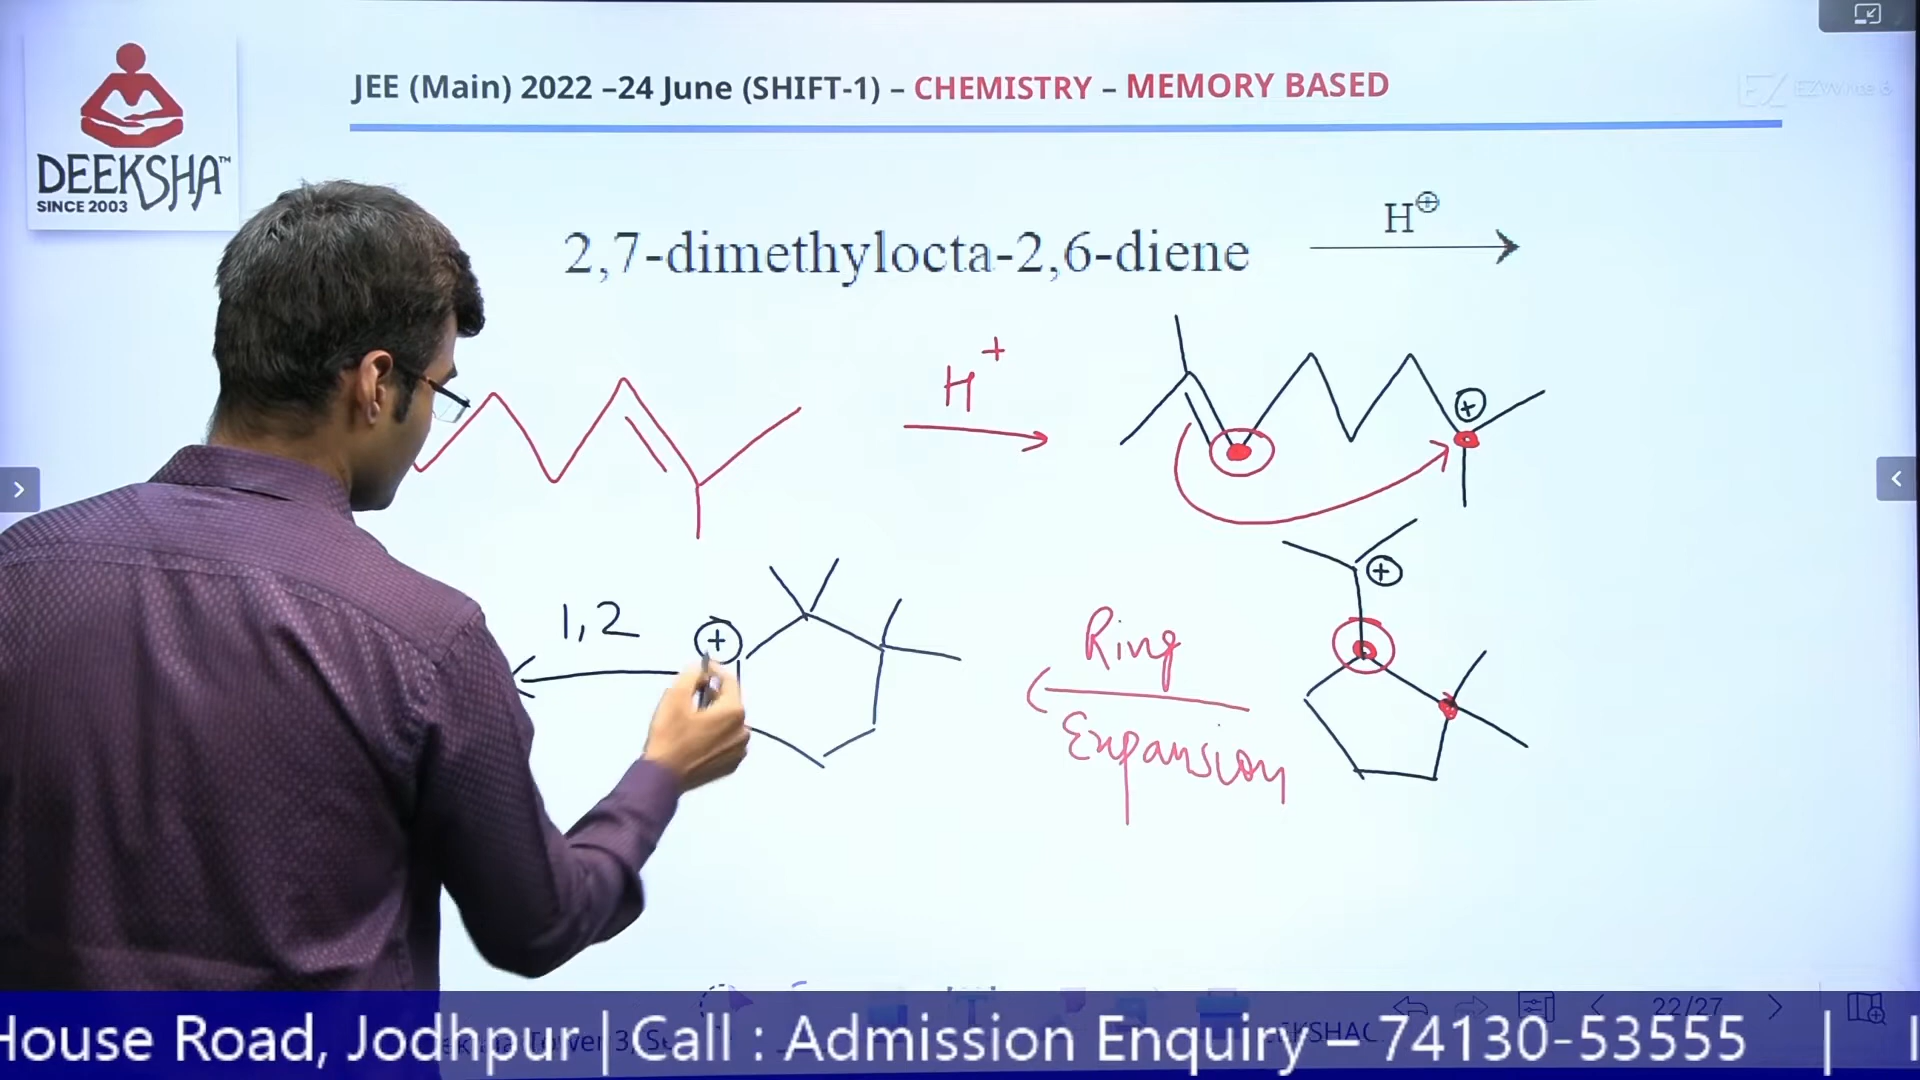 JEE (Main) 2022 –24 June (SHIFT-1) – CHEMISTRY – MEMORY BASED
DEEKSHA™
SINCE 2003
H⊕
2,7-dimethylocta-2,6-diene
H+
+
1,2
+
+
Ring
Expansion
22/27
House Road, Jodhpur | Call : Admission Enquiry – 74130-53555 |